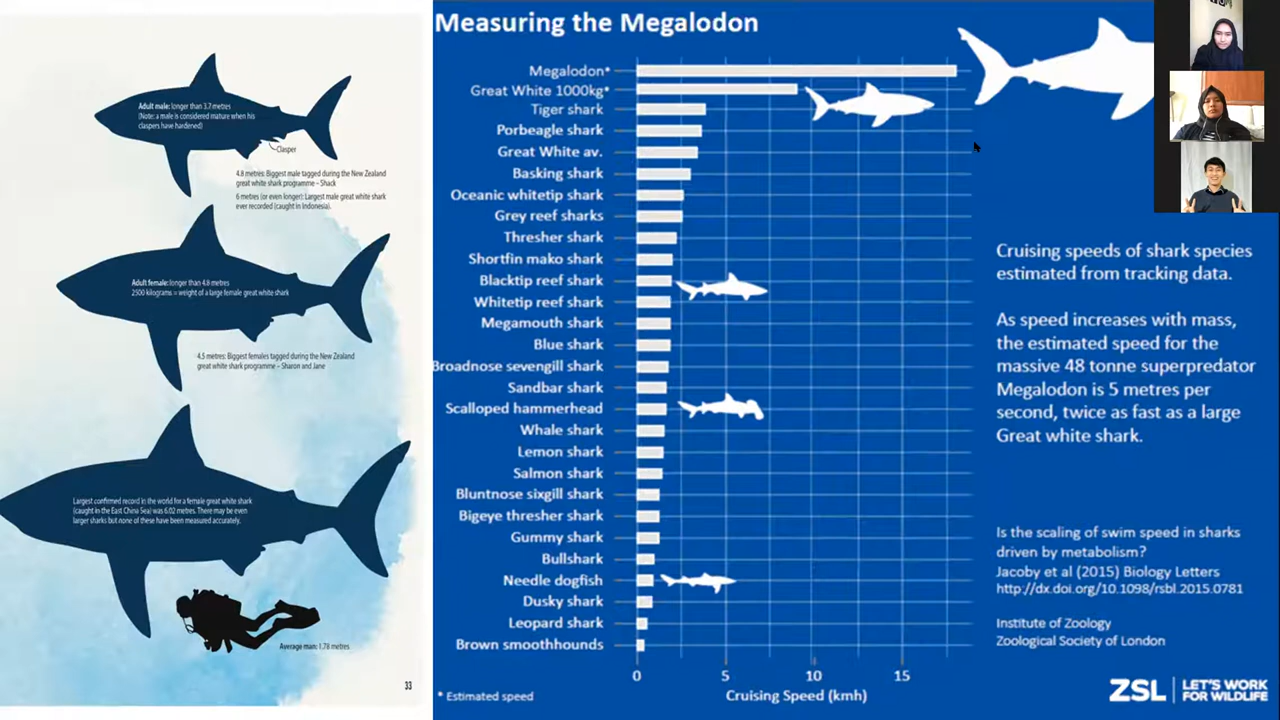 Adult male: longer than 3.7 metres
(Note: a male is considered mature when his
claspers have hardened)
Clasper
4.8 metres: Biggest male tagged during the New Zealand
great white shark programme – Shack
6 metres (or even longer): Largest male great white shark
ever recorded (caught in Indonesia).
Adult female: longer than 4.8 metres
2500 kilograms = weight of a large female great white shark
4.5 metres: Biggest females tagged during the New Zealand
great white shark programme – Sharon and Jane
Largest confirmed record in the world for a female great white shark
(caught in the East China Sea) was 6.02 metres. There may be even
larger sharks but none of these have been measured accurately.
Average man: 1.78 metres
33
Measuring the Megalodon
Megalodon*
Great White 1000kg*
Tiger shark
Porbeagle shark
Great White av.
Basking shark
Oceanic whitetip shark
Grey reef sharks
Thresher shark
Shortfin mako shark
Blacktip reef shark
Whitetip reef shark
Megamouth shark
Blue shark
Broadnose sevengill shark
Sandbar shark
Scalloped hammerhead
Whale shark
Lemon shark
Salmon shark
Bluntnose sixgill shark
Bigeye thresher shark
Gummy shark
Bullshark
Needle dogfish
Dusky shark
Leopard shark
Brown smoothhounds
0 5 10 15
* Estimated speed
Cruising Speed (kmh)
Cruising speeds of shark species
estimated from tracking data.
As speed increases with mass,
the estimated speed for the
massive 48 tonne superpredator
Megalodon is 5 metres per
second, twice as fast as a large
Great white shark.
Is the scaling of swim speed in sharks
driven by metabolism?
Jacoby et al (2015) Biology Letters
http://dx.doi.org/10.1098/rsbl.2015.0781
Institute of Zoology
Zoological Society of London
ZSL
LET'S WORK
FOR WILDLIFE